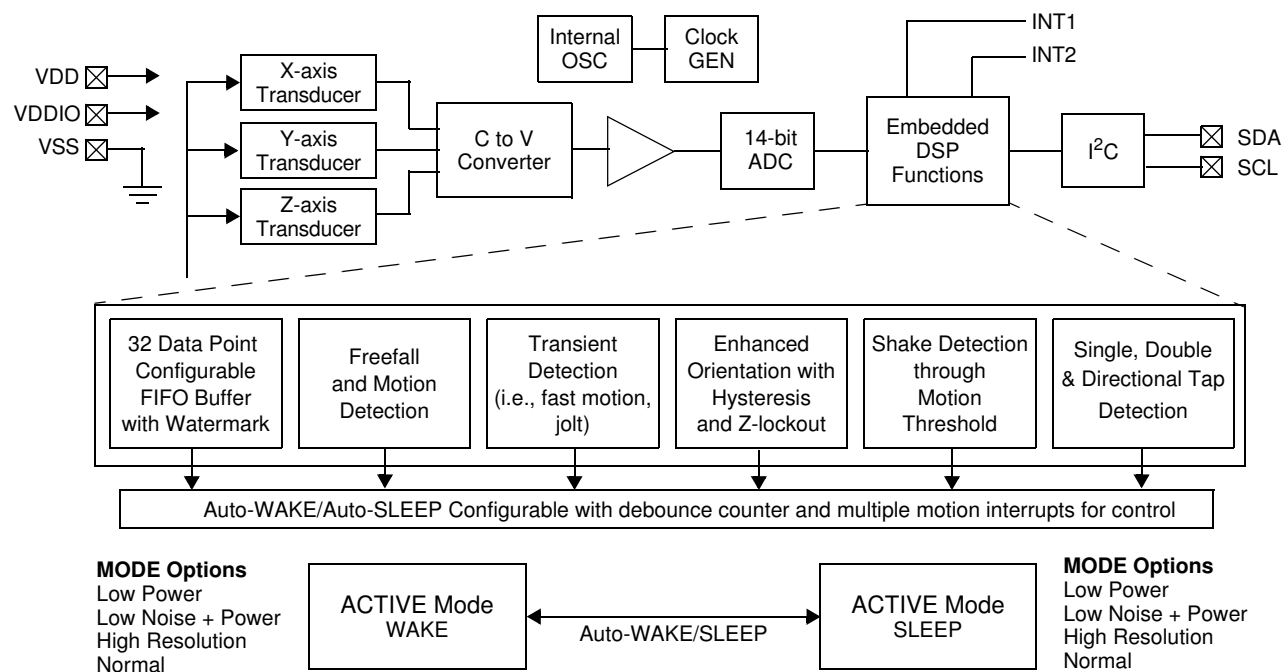 INT1
INT2
Internal
OSC
Clock
GEN
VDD
VDDIO
VSS
X-axis
Transducer
Y-axis
Transducer
Z-axis
Transducer
C to V
Converter
14-bit
ADC
Embedded
DSP
Functions
I²C
SDA
SCL
32 Data Point
Configurable
FIFO Buffer
with Watermark
Freefall
and Motion
Detection
Transient
Detection
(i.e., fast motion,
jolt)
Enhanced
Orientation with
Hysteresis
and Z-lockout
Shake Detection
through
Motion
Threshold
Single, Double
& Directional Tap
Detection
Auto-WAKE/Auto-SLEEP Configurable with debounce counter and multiple motion interrupts for control
MODE Options
Low Power
Low Noise + Power
High Resolution
Normal
ACTIVE Mode
WAKE
Auto-WAKE/SLEEP
ACTIVE Mode
SLEEP
MODE Options
Low Power
Low Noise + Power
High Resolution
Normal